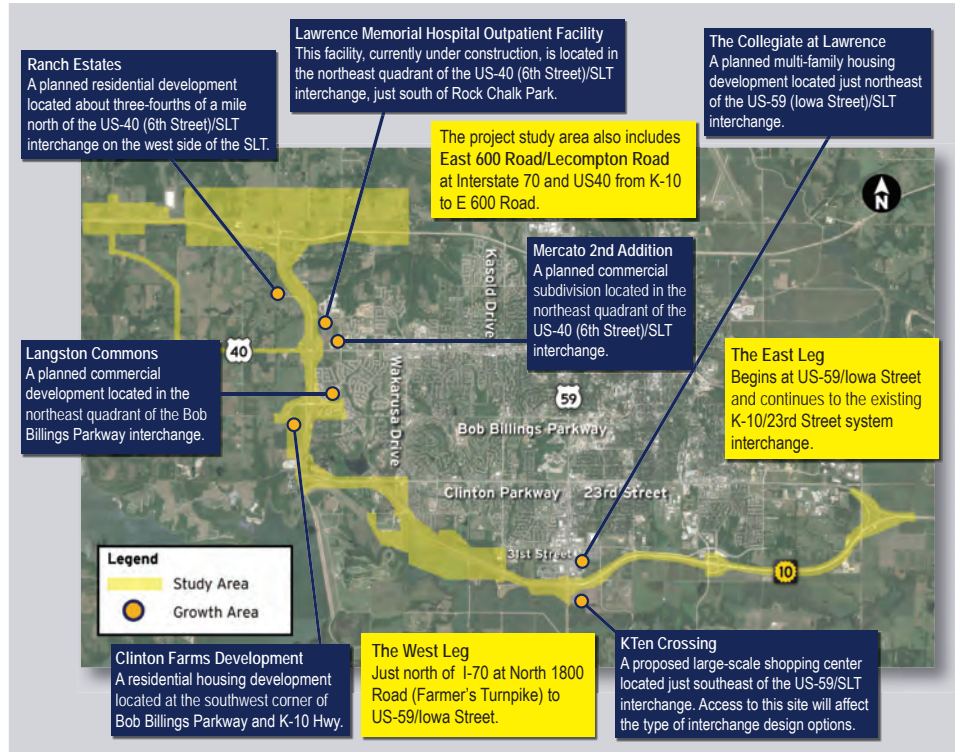 Lawrence Memorial Hospital Outpatient Facility
This facility, currently under construction, is located in
the northeast quadrant of the US-40 (6th Street)/SLT
interchange, just south of Rock Chalk Park.
The Collegiate at Lawrence
A planned multi-family housing
development located just northeast
of the US-59 (Iowa Street)/SLT
interchange.
Ranch Estates
A planned residential development
located about three-fourths of a mile
north of the US-40 (6th Street)/SLT
interchange on the west side of the SLT.
The project study area also includes
East 600 Road/Lecompton Road
at Interstate 70 and US40 from K-10
to E 600 Road.
N
Kasold Drive
Mercato 2nd Addition
A planned commercial
subdivision located in the
northeast quadrant of the
US-40 (6th Street)/SLT
interchange.
Langston Commons
A planned commercial
development located in the
northeast quadrant of the Bob
Billings Parkway interchange.
40
Wakarusa Drive
59
Bob Billings Parkway
The East Leg
Begins at US-59/Iowa Street
and continues to the existing
K-10/23rd Street system
interchange.
Clinton Parkway
23rd Street
31st Street
10
Legend
Study Area
Growth Area
Clinton Farms Development
A residential housing development
located at the southwest corner of
Bob Billings Parkway and K-10 Hwy.
The West Leg
Just north of I-70 at North 1800
Road (Farmer's Turnpike) to
US-59/Iowa Street.
KTen Crossing
A proposed large-scale shopping center
located just southeast of the US-59/SLT
interchange. Access to this site will affect
the type of interchange design options.